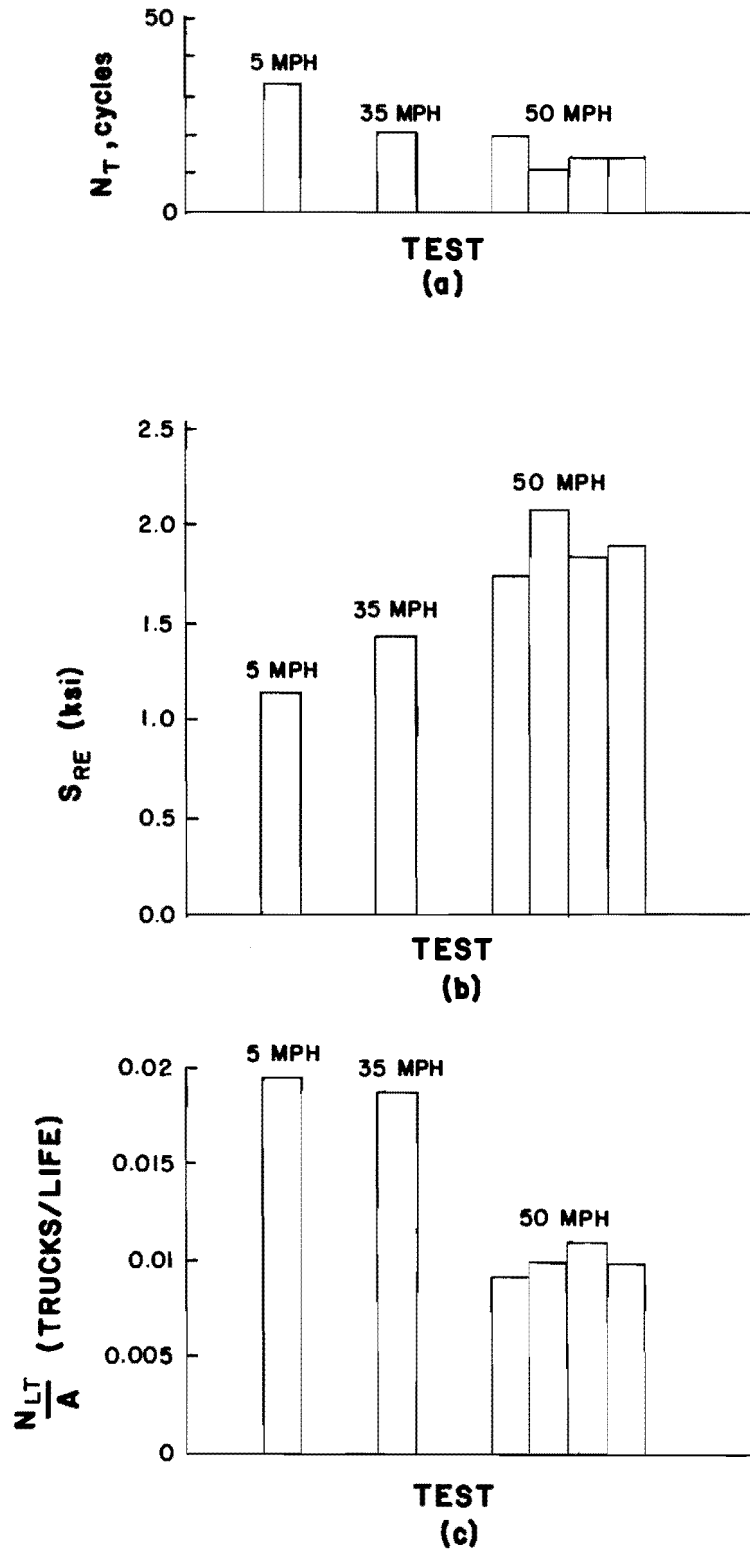 50
5 MPH
35 MPH
50 MPH
N_T, cycles
0
TEST
(a)
2.5
50 MPH
2.0
35 MPH
1.5
5 MPH
S_RE (ksi)
1.0
0.5
0.0
TEST
(b)
5 MPH
0.02
35 MPH
0.015
50 MPH
0.01
0.005
N_LT/A (TRUCKS/LIFE)
0
TEST
(c)